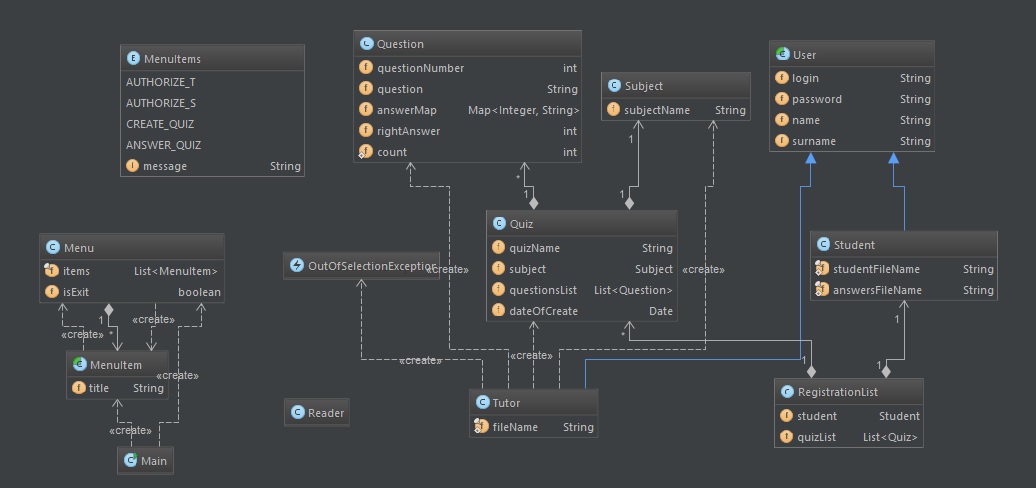 MenuItems
AUTHORIZE_T
AUTHORIZE_S
CREATE_QUIZ
ANSWER_QUIZ
message String
Question
questionNumber int
question String
answerMap Map<Integer, String>
rightAnswer int
count int
Subject
subjectName String
User
login String
password String
name String
surname String
1
1
*
1
1
Quiz
quizName String
subject Subject
questionsList List<Question>
dateOfCreate Date
Menu
items List<MenuItem>
isExit boolean
OutOfSelectionException
«create»
«create»
Student
studentFileName String
answersFileName String
1
*
«create»
«create»
*
1
«create»
«create»
1
1
MenuItem
title String
«create»
RegistrationList
student Student
quizList List<Quiz>
Reader
Tutor
fileName String
«create»
Main